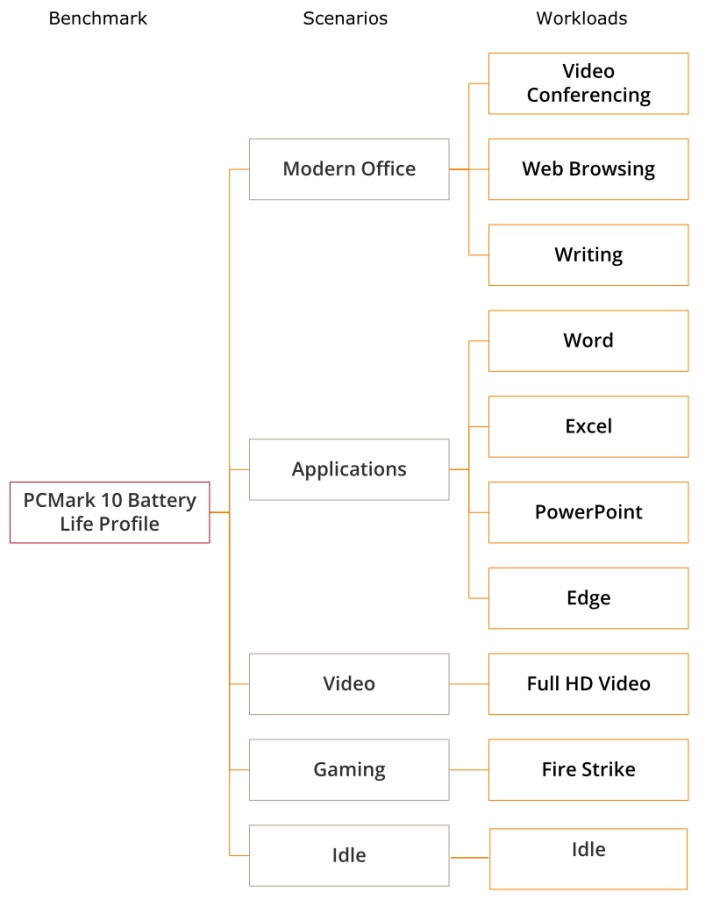 Benchmark
Scenarios
Workloads
Video
Conferencing
Modern Office
Web Browsing
Writing
Word
Excel
Applications
PCMark 10 Battery
Life Profile
PowerPoint
Edge
Video
Full HD Video
Gaming
Fire Strike
Idle
Idle